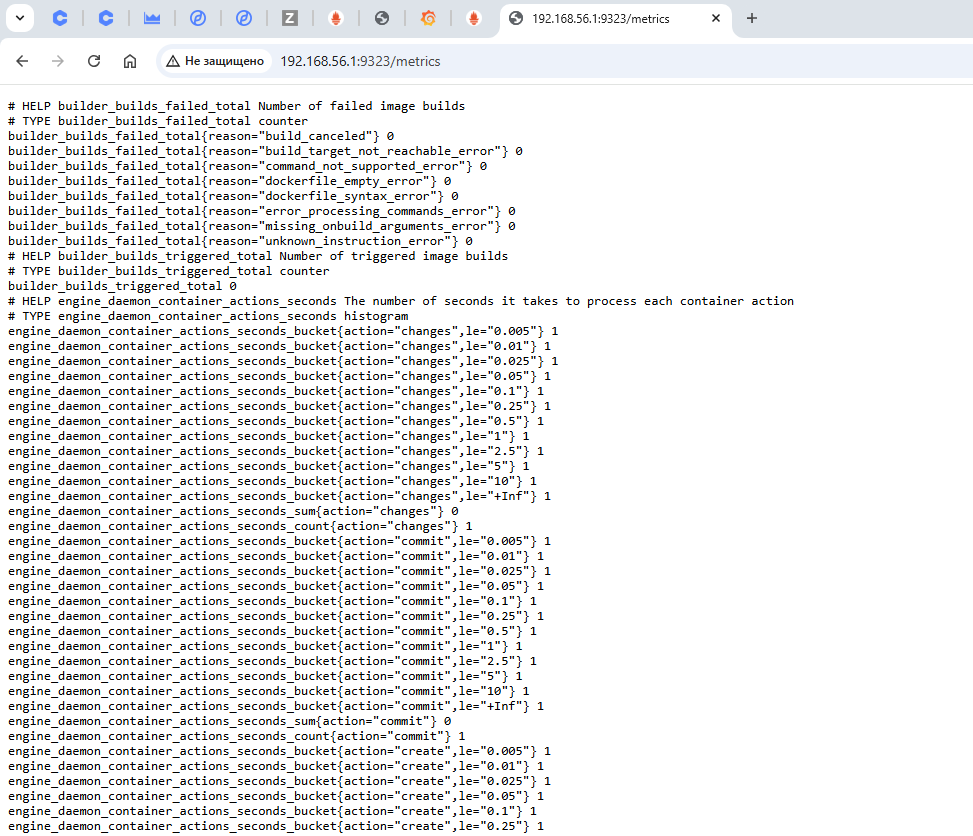 192.168.56.1:9323/metrics
Не защищено 192.168.56.1:9323/metrics
# HELP builder_builds_failed_total Number of failed image builds
# TYPE builder_builds_failed_total counter
builder_builds_failed_total{reason="build_canceled"} 0
builder_builds_failed_total{reason="build_target_not_reachable_error"} 0
builder_builds_failed_total{reason="command_not_supported_error"} 0
builder_builds_failed_total{reason="dockerfile_empty_error"} 0
builder_builds_failed_total{reason="dockerfile_syntax_error"} 0
builder_builds_failed_total{reason="error_processing_commands_error"} 0
builder_builds_failed_total{reason="missing_onbuild_arguments_error"} 0
builder_builds_failed_total{reason="unknown_instruction_error"} 0
# HELP builder_builds_triggered_total Number of triggered image builds
# TYPE builder_builds_triggered_total counter
builder_builds_triggered_total 0
# HELP engine_daemon_container_actions_seconds The number of seconds it takes to process each container action
# TYPE engine_daemon_container_actions_seconds histogram
engine_daemon_container_actions_seconds_bucket{action="changes",le="0.005"} 1
engine_daemon_container_actions_seconds_bucket{action="changes",le="0.01"} 1
engine_daemon_container_actions_seconds_bucket{action="changes",le="0.025"} 1
engine_daemon_container_actions_seconds_bucket{action="changes",le="0.05"} 1
engine_daemon_container_actions_seconds_bucket{action="changes",le="0.1"} 1
engine_daemon_container_actions_seconds_bucket{action="changes",le="0.25"} 1
engine_daemon_container_actions_seconds_bucket{action="changes",le="0.5"} 1
engine_daemon_container_actions_seconds_bucket{action="changes",le="1"} 1
engine_daemon_container_actions_seconds_bucket{action="changes",le="2.5"} 1
engine_daemon_container_actions_seconds_bucket{action="changes",le="5"} 1
engine_daemon_container_actions_seconds_bucket{action="changes",le="10"} 1
engine_daemon_container_actions_seconds_bucket{action="changes",le="+Inf"} 1
engine_daemon_container_actions_seconds_sum{action="changes"} 0
engine_daemon_container_actions_seconds_count{action="changes"} 1
engine_daemon_container_actions_seconds_bucket{action="commit",le="0.005"} 1
engine_daemon_container_actions_seconds_bucket{action="commit",le="0.01"} 1
engine_daemon_container_actions_seconds_bucket{action="commit",le="0.025"} 1
engine_daemon_container_actions_seconds_bucket{action="commit",le="0.05"} 1
engine_daemon_container_actions_seconds_bucket{action="commit",le="0.1"} 1
engine_daemon_container_actions_seconds_bucket{action="commit",le="0.25"} 1
engine_daemon_container_actions_seconds_bucket{action="commit",le="0.5"} 1
engine_daemon_container_actions_seconds_bucket{action="commit",le="1"} 1
engine_daemon_container_actions_seconds_bucket{action="commit",le="2.5"} 1
engine_daemon_container_actions_seconds_bucket{action="commit",le="5"} 1
engine_daemon_container_actions_seconds_bucket{action="commit",le="10"} 1
engine_daemon_container_actions_seconds_bucket{action="commit",le="+Inf"} 1
engine_daemon_container_actions_seconds_sum{action="commit"} 0
engine_daemon_container_actions_seconds_count{action="commit"} 1
engine_daemon_container_actions_seconds_bucket{action="create",le="0.005"} 1
engine_daemon_container_actions_seconds_bucket{action="create",le="0.01"} 1
engine_daemon_container_actions_seconds_bucket{action="create",le="0.025"} 1
engine_daemon_container_actions_seconds_bucket{action="create",le="0.05"} 1
engine_daemon_container_actions_seconds_bucket{action="create",le="0.1"} 1
engine_daemon_container_actions_seconds_bucket{action="create",le="0.25"} 1